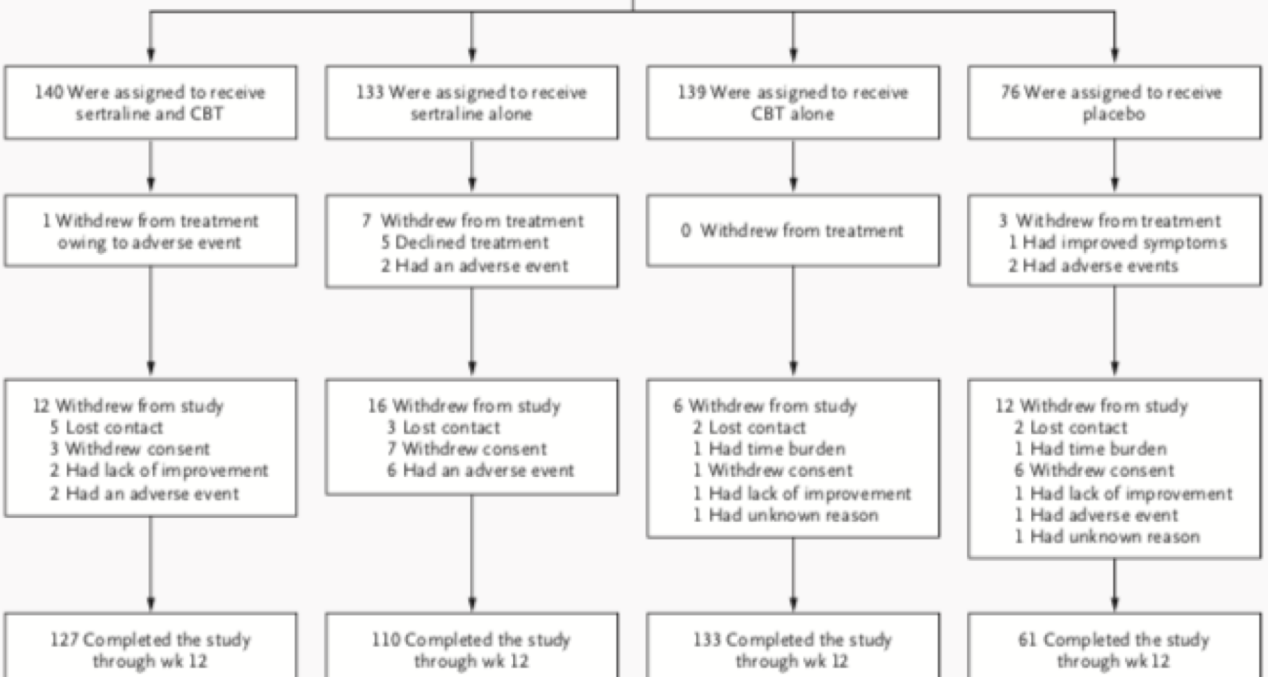 140 Were assigned to receive
sertraline and CBT
133 Were assigned to receive
sertraline alone
139 Were assigned to receive
CBT alone
76 Were assigned to receive
placebo
1 Withdrew from treatment
owing to adverse event
7 Withdrew from treatment
5 Declined treatment
2 Had an adverse event
0 Withdrew from treatment
3 Withdrew from treatment
1 Had improved symptoms
2 Had adverse events
12 Withdrew from study
5 Lost contact
3 Withdrew consent
2 Had lack of improvement
2 Had an adverse event
16 Withdrew from study
3 Lost contact
7 Withdrew consent
6 Had an adverse event
6 Withdrew from study
2 Lost contact
1 Had time burden
1 Withdrew consent
1 Had lack of improvement
1 Had unknown reason
12 Withdrew from study
2 Lost contact
1 Had time burden
6 Withdrew consent
1 Had lack of improvement
1 Had adverse event
1 Had unknown reason
127 Completed the study
through wk 12
110 Completed the study
through wk 12
133 Completed the study
through wk 12
61 Completed the study
through wk 12